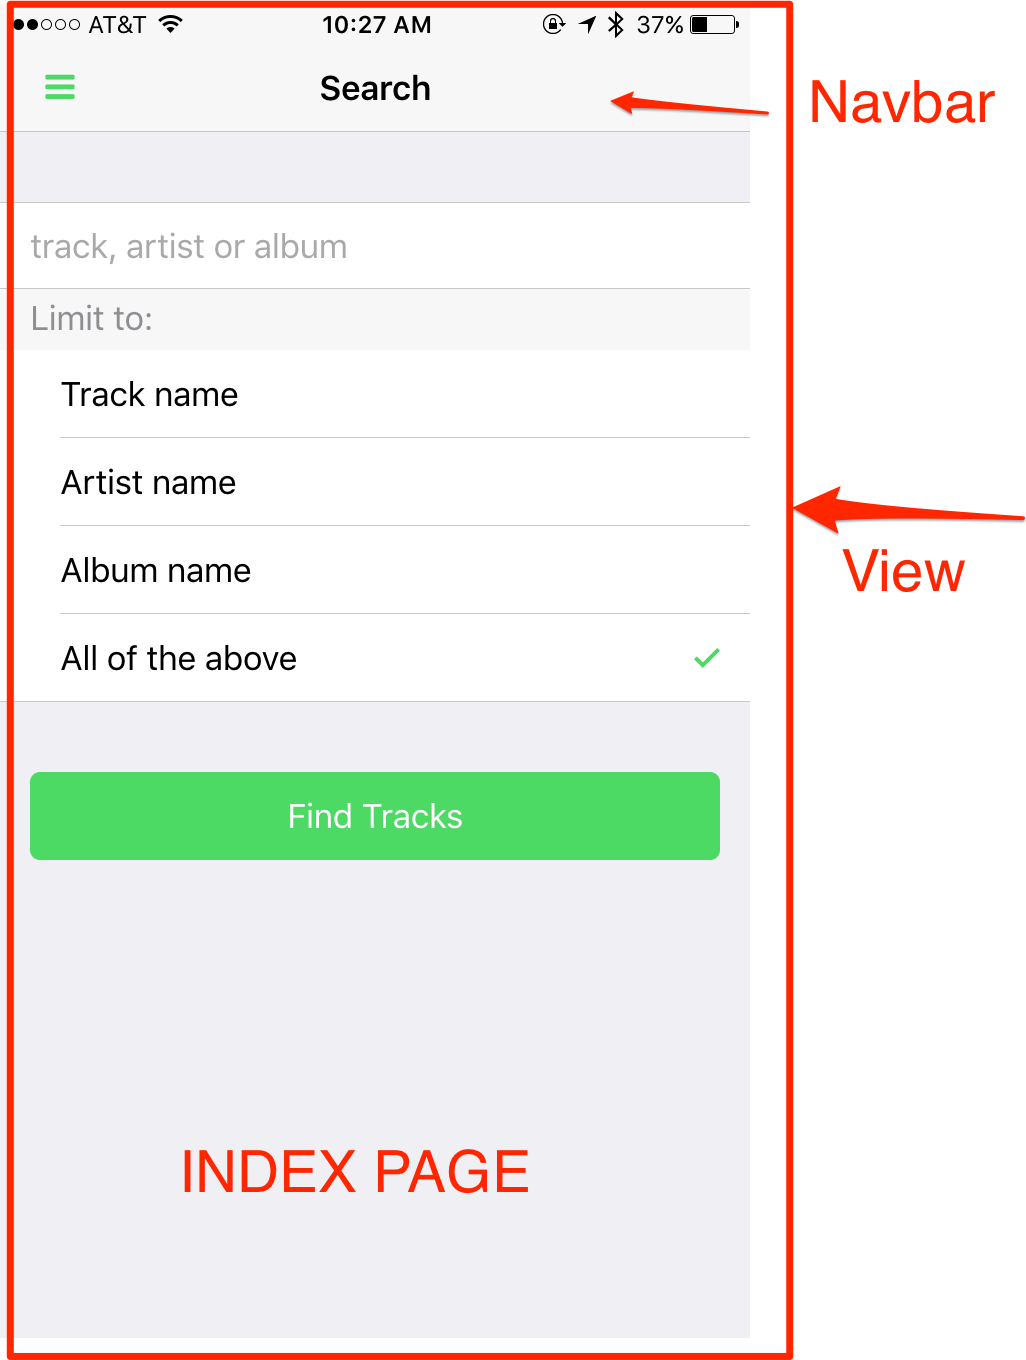 AT&T 10:27 AM 37%
Search
Navbar
track, artist or album
Limit to:
Track name
Artist name
Album name
View
All of the above
Find Tracks
INDEX PAGE